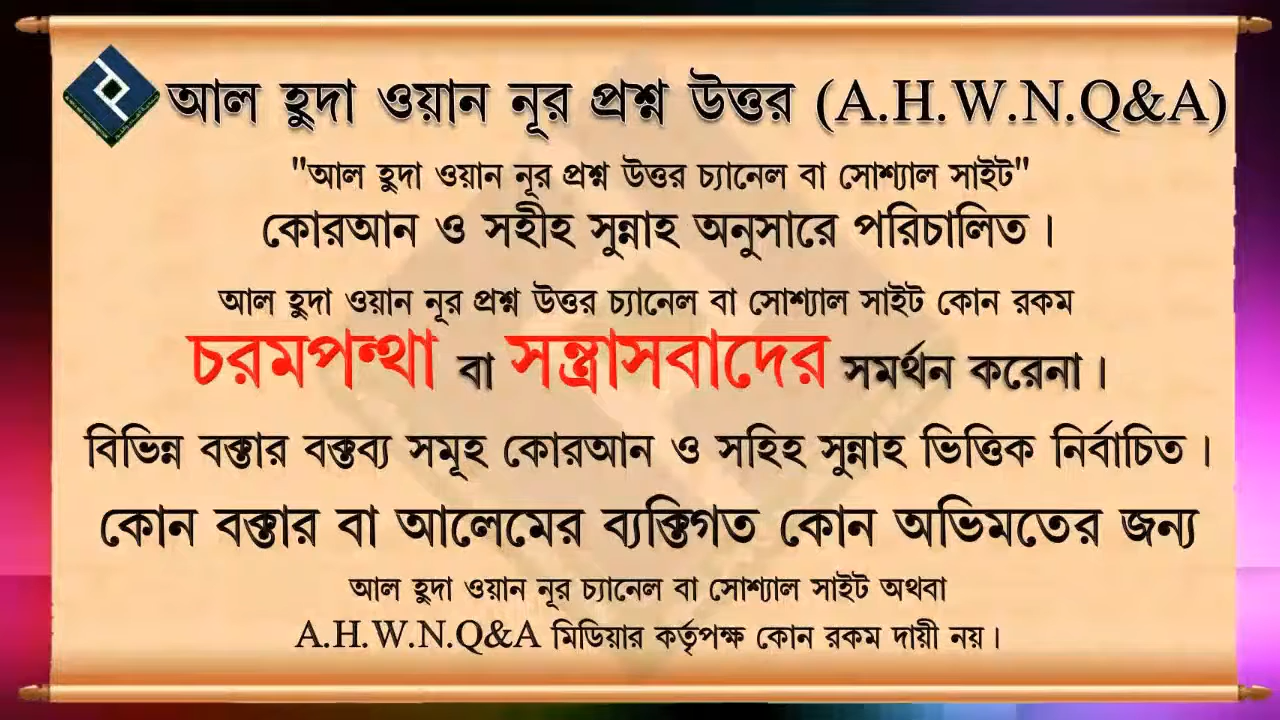 আল হুদা ওয়ান নূর প্রশ্ন উত্তর (A.H.W.N.Q&A)
"আল হুদা ওয়ান নূর প্রশ্ন উত্তর চ্যানেল বা সোশ্যাল সাইট"
কোরআন ও সহীহ সুন্নাহ অনুসারে পরিচালিত।
আল হুদা ওয়ান নূর প্রশ্ন উত্তর চ্যানেল বা সোশ্যাল সাইট কোন রকম
চরমপন্থা বা সন্ত্রাসবাদের সমর্থন করেনা।
বিভিন্ন বক্তার বক্তব্য সমূহ কোরআন ও সহিহ সুন্নাহ ভিত্তিক নির্বাচিত।
কোন বক্তার বা আলেমের ব্যক্তিগত কোন অভিমতের জন্য
আল হুদা ওয়ান নূর চ্যানেল বা সোশ্যাল সাইট অথবা
A.H.W.N.Q&A মিডিয়ার কর্তৃপক্ষ কোন রকম দায়ী নয়।